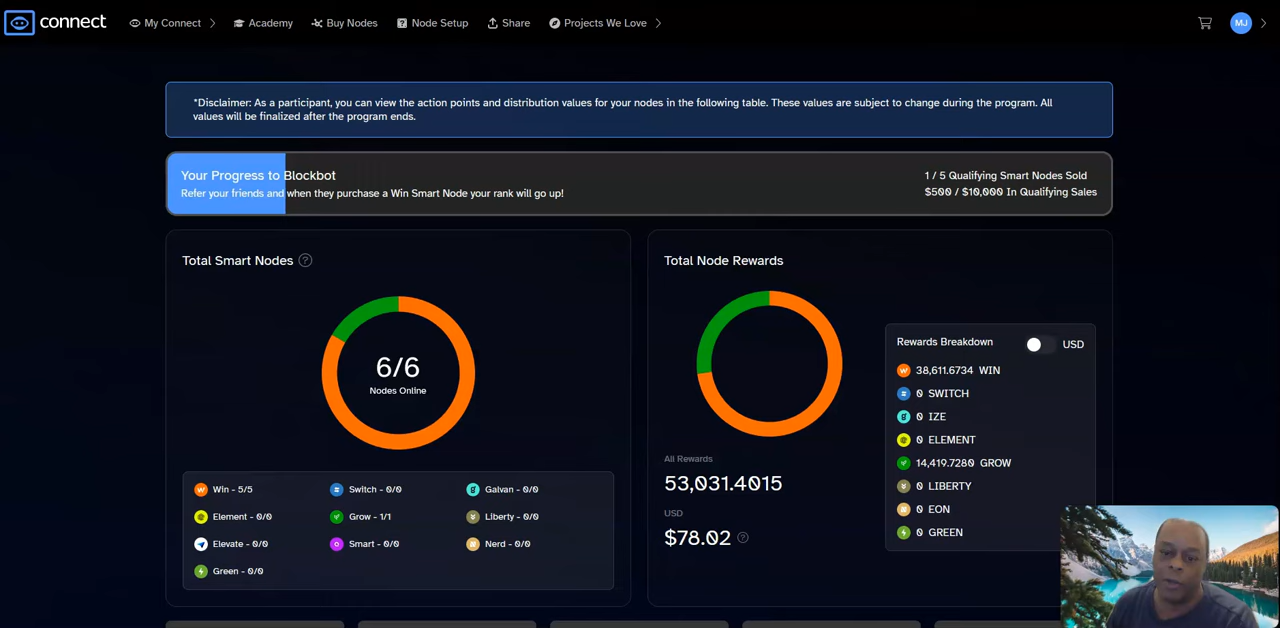 connect
My Connect
Academy
Buy Nodes
Node Setup
Share
Projects We Love
MJ
*Disclaimer: As a participant, you can view the action points and distribution values for your nodes in the following table. These values are subject to change during the program. All
values will be finalized after the program ends.
Your Progress to Blockbot
Refer your friends and when they purchase a Win Smart Node your rank will go up!
1 / 5 Qualifying Smart Nodes Sold
$500 / $10,000 In Qualifying Sales
Total Smart Nodes ?
6/6
Nodes Online
Win - 5/5
Switch - 0/0
Galvan - 0/0
Element - 0/0
Grow - 1/1
Liberty - 0/0
Elevate - 0/0
Smart - 0/0
Nerd - 0/0
Green - 0/0
Total Node Rewards
All Rewards
53,031.4015
USD
$78.02 ?
Rewards Breakdown
USD
38,611.6734 WIN
0 SWITCH
0 IZE
0 ELEMENT
14,419.7280 GROW
0 LIBERTY
0 EON
0 GREEN